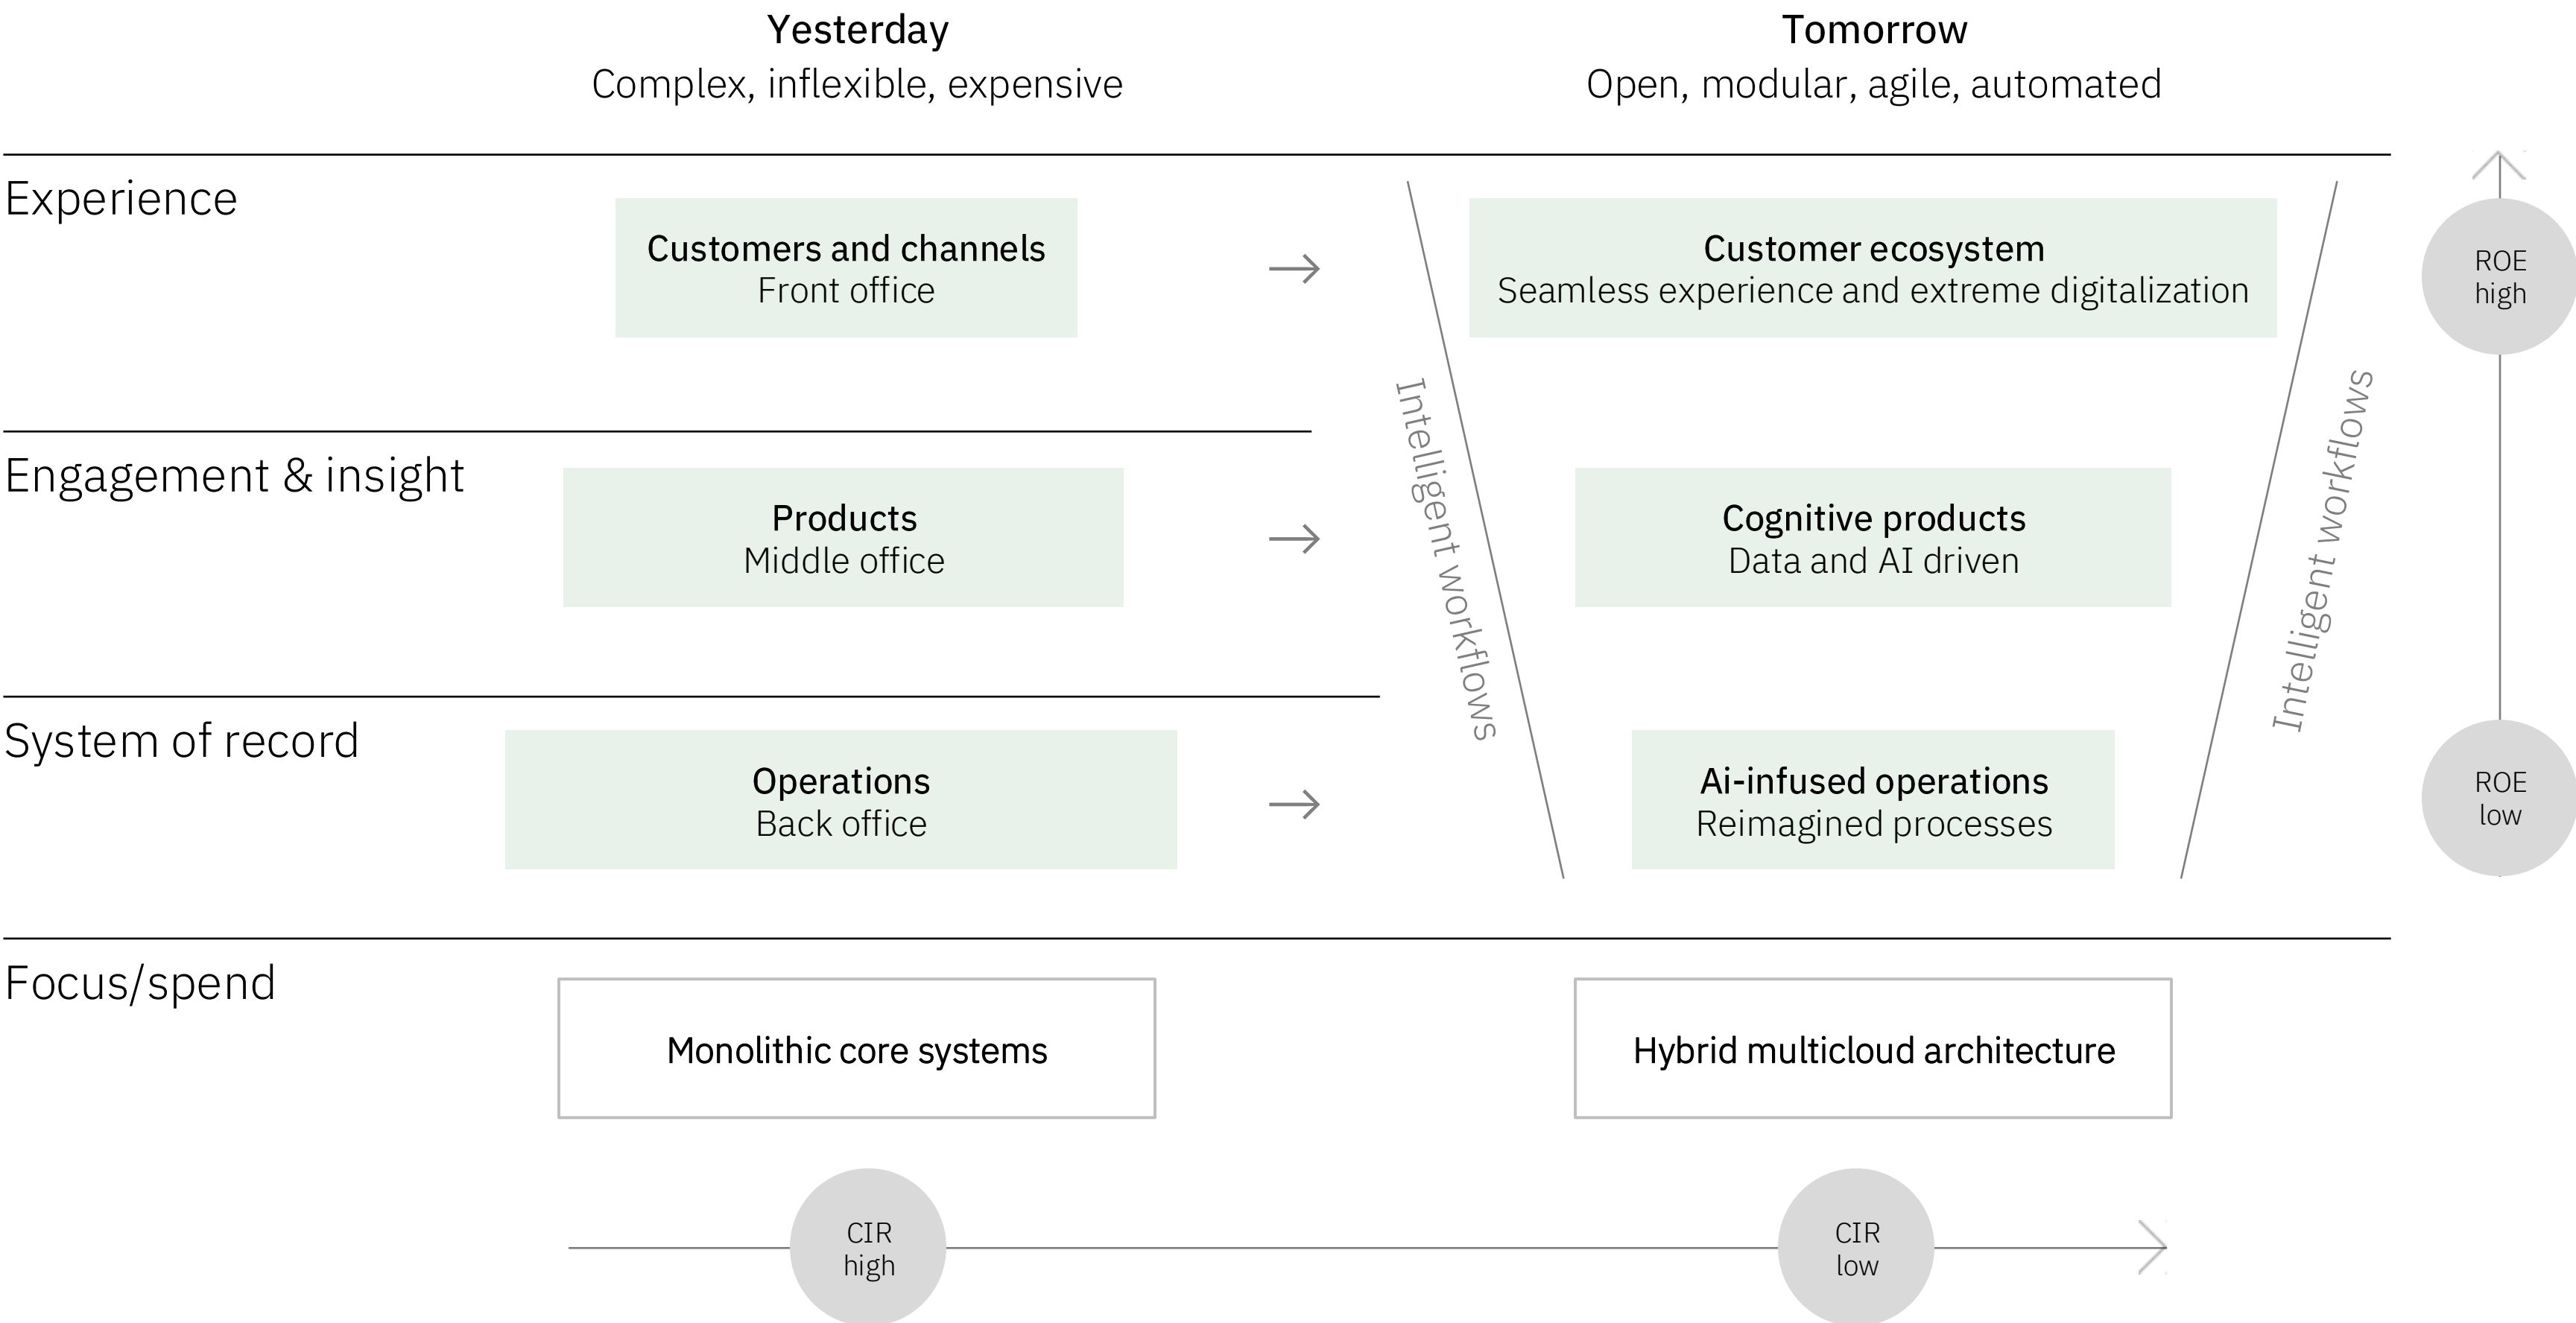 Yesterday
Complex, inflexible, expensive
Tomorrow
Open, modular, agile, automated
Experience
Customers and channels
Front office
Customer ecosystem
Seamless experience and extreme digitalization
ROE
high
Engagement & insight
Products
Middle office
Intelligent workflows
Cognitive products
Data and AI driven
Intelligent workflows
System of record
Operations
Back office
Ai-infused operations
Reimagined processes
ROE
low
Focus/spend
Monolithic core systems
Hybrid multicloud architecture
CIR
high
CIR
low